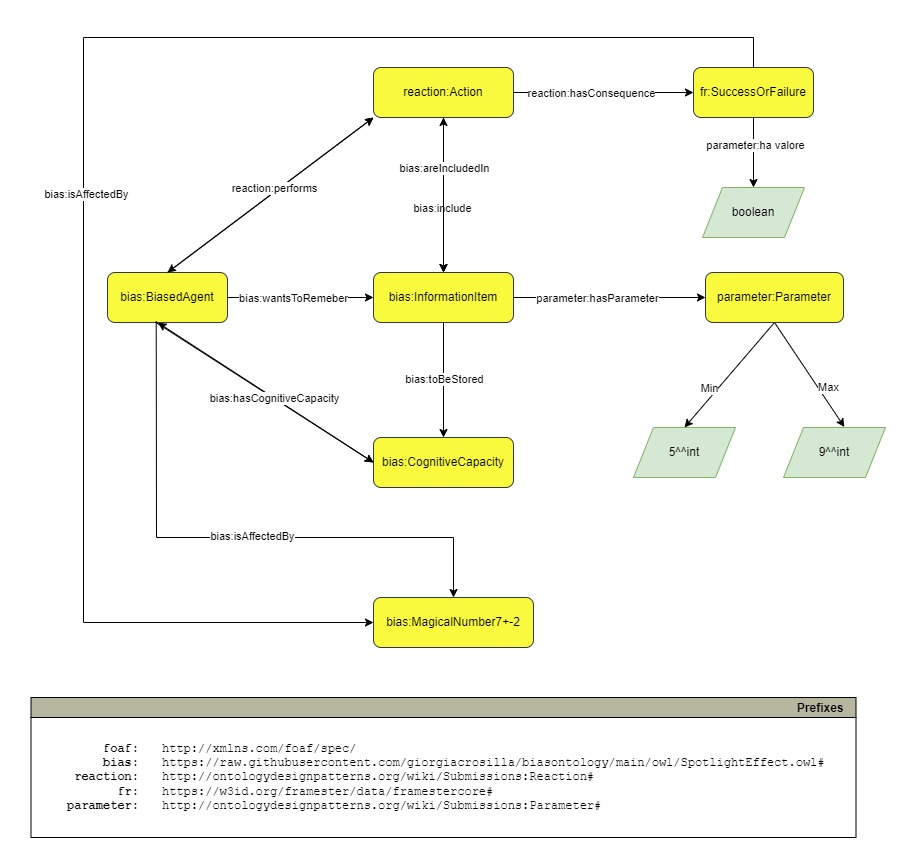 reaction:Action
reaction:hasConsequence
fr:SuccessOrFailure
parameter:ha valore
bias:areIncludedIn
reaction:performs
bias:isAffectedBy
bias:include
boolean
bias:BiasedAgent
bias:wantsToRemeber
bias:InformationItem
parameter:hasParameter
parameter:Parameter
bias:toBeStored
Min
Max
bias:hasCognitiveCapacity
5^^int
9^^int
bias:CognitiveCapacity
bias:isAffectedBy
bias:MagicalNumber7+-2
Prefixes
foaf: http://xmlns.com/foaf/spec/
bias: https://raw.githubusercontent.com/giorgiacrosilla/biasontology/main/owl/SpotlightEffect.owl#
reaction: http://ontologydesignpatterns.org/wiki/Submissions:Reaction#
fr: https://w3id.org/framester/data/framestercore#
parameter: http://ontologydesignpatterns.org/wiki/Submissions:Parameter#